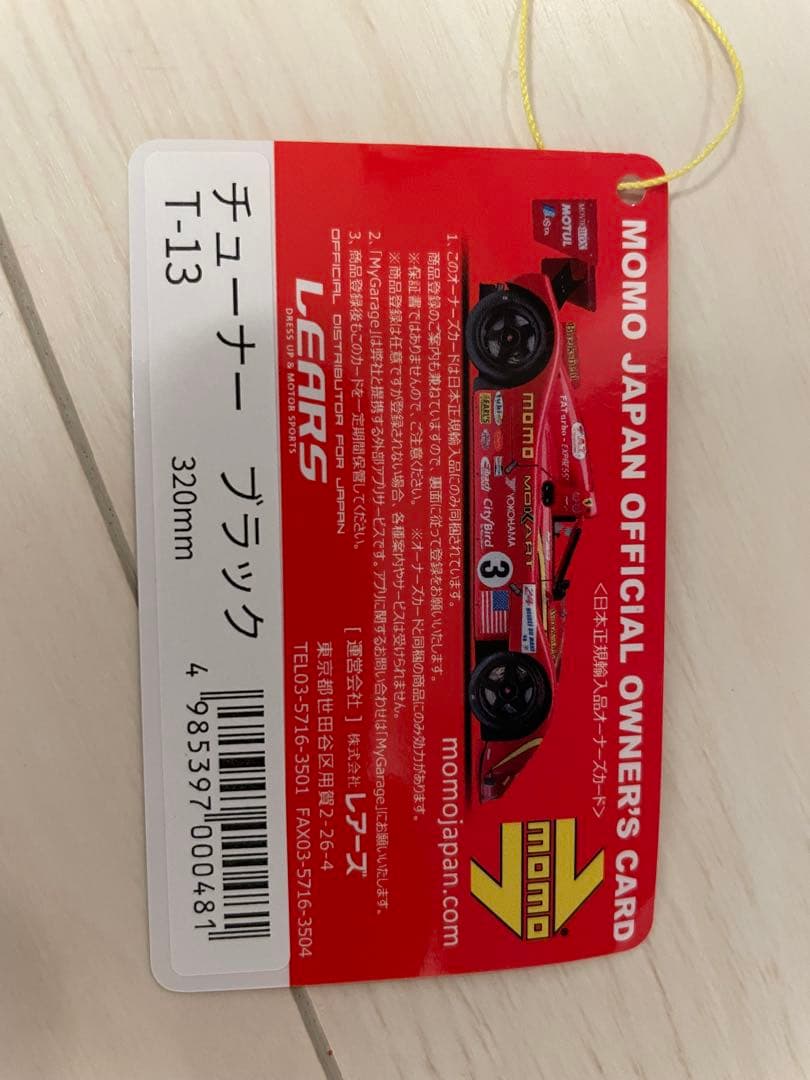 MOMO JAPAN OFFICIAL OWNER'S CARD
<日本正規輸入品オーナーズカード>
momo
MOTUL
FATurbo-EXPRESS
momo MOKART
YOKOHAMA
CityBird
3
momojapan.com
1、このオーナーズカードは日本正規輸入品にのみ同梱されています。
商品登録のご案内も兼ねていますので、裏面に従って登録をお願いいたします。
※保証書ではありませんので、ご注意ください。 ※オーナーズカードと同梱の商品にのみ効力があります。
※商品登録は任意ですが登録されない場合、各種案内やサービスは受けられません。
2、「MyGarage」は弊社と提携する外部アプリサービスです。アプリに関するお問い合わせは「MyGarage」にお願いいたします。
3、商品登録後もこのカードを一定期間保管してください。
OFFICIAL DISTRIBUTOR FOR JAPAN
LEARS
DRESS UP & MOTOR SPORTS
[ 運営会社 ] 株式会社 レアーズ
東京都世田谷区用賀2-26-4
TEL03-5716-3501 FAX03-5716-3504
チューナー ブラック
T-13 320mm
4 985397 000481